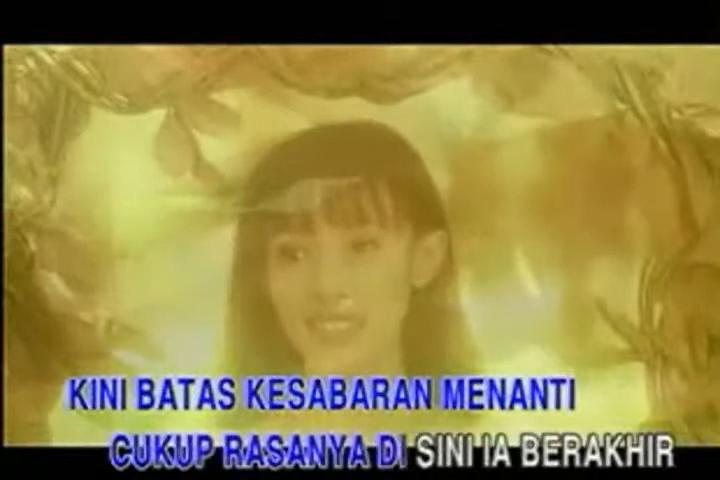 KINI BATAS KESABARAN MENANTI
CUKUP RASANYA DI SINI IA BERAKHIR